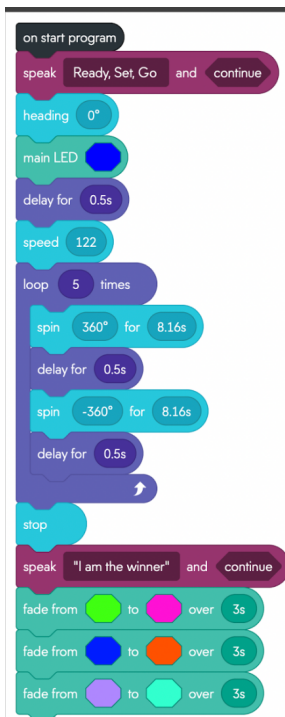 on start program
speak Ready, Set, Go and continue
heading 0°
main LED
delay for 0.5s
speed 122
loop 5 times
spin 360° for 8.16s
delay for 0.5s
spin -360° for 8.16s
delay for 0.5s
stop
speak "I am the winner" and continue
fade from to over 3s
fade from to over 3s
fade from to over 3s